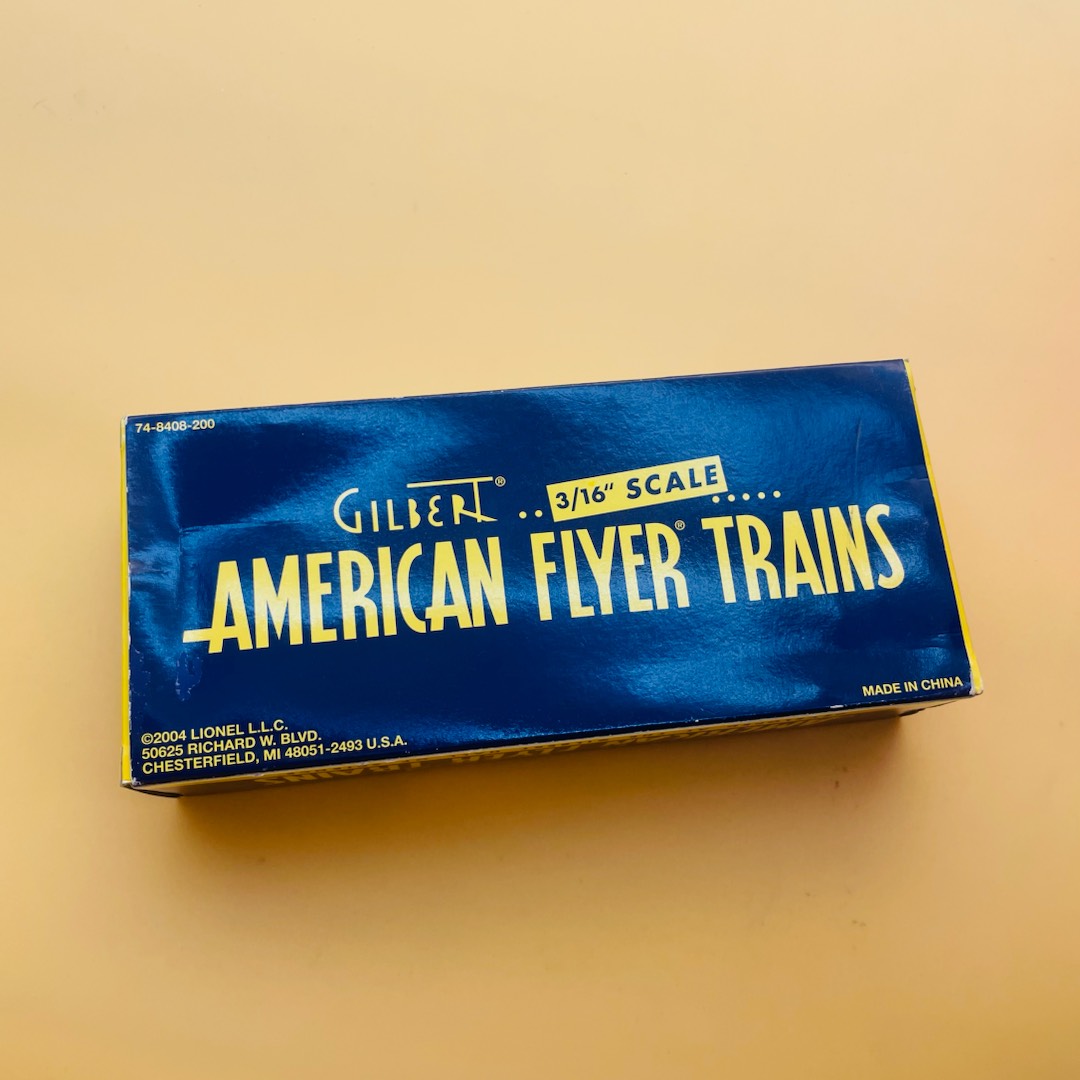 74-8408-200
GILBERT®
..3/16“ SCALE.....
AMERICAN FLYER® TRAINS
©2004 LIONEL L.L.C.
50625 RICHARD W. BLVD.
CHESTERFIELD, MI 48051-2493 U.S.A.
MADE IN CHINA